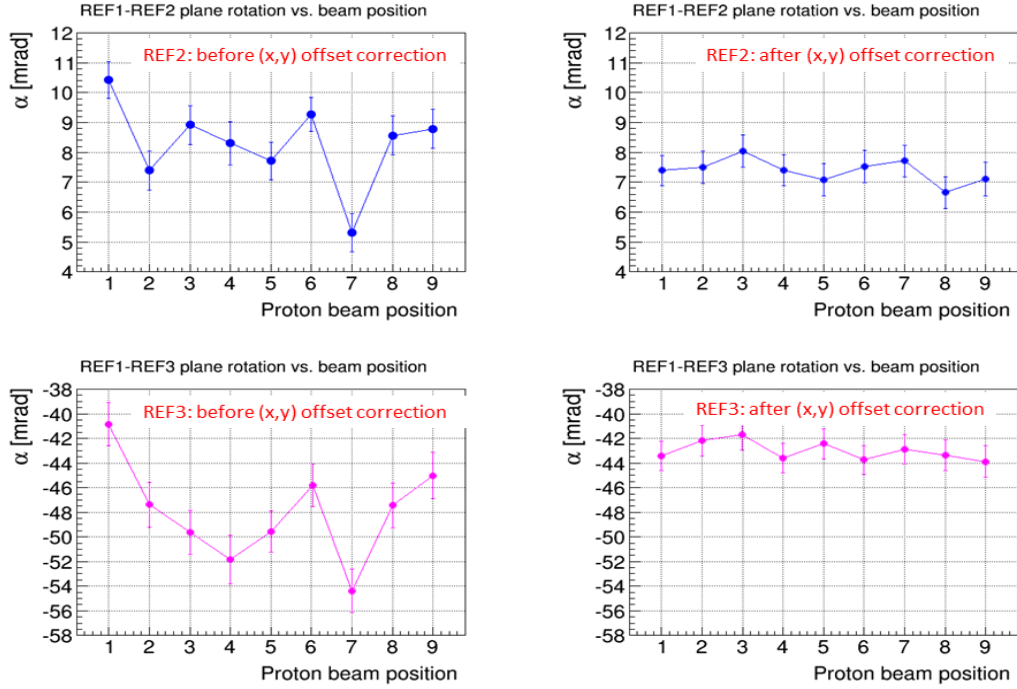 REF1-REF2 plane rotation vs. beam position
REF2: before (x,y) offset correction
α [mrad]
12
11
10
9
8
7
6
5
4
1 2 3 4 5 6 7 8 9
Proton beam position
REF1-REF2 plane rotation vs. beam position
REF2: after (x,y) offset correction
α [mrad]
12
11
10
9
8
7
6
5
4
1 2 3 4 5 6 7 8 9
Proton beam position
REF1-REF3 plane rotation vs. beam position
REF3: before (x,y) offset correction
α [mrad]
-38
-40
-42
-44
-46
-48
-50
-52
-54
-56
-58
1 2 3 4 5 6 7 8 9
Proton beam position
REF1-REF3 plane rotation vs. beam position
REF3: after (x,y) offset correction
α [mrad]
-38
-40
-42
-44
-46
-48
-50
-52
-54
-56
-58
1 2 3 4 5 6 7 8 9
Proton beam position